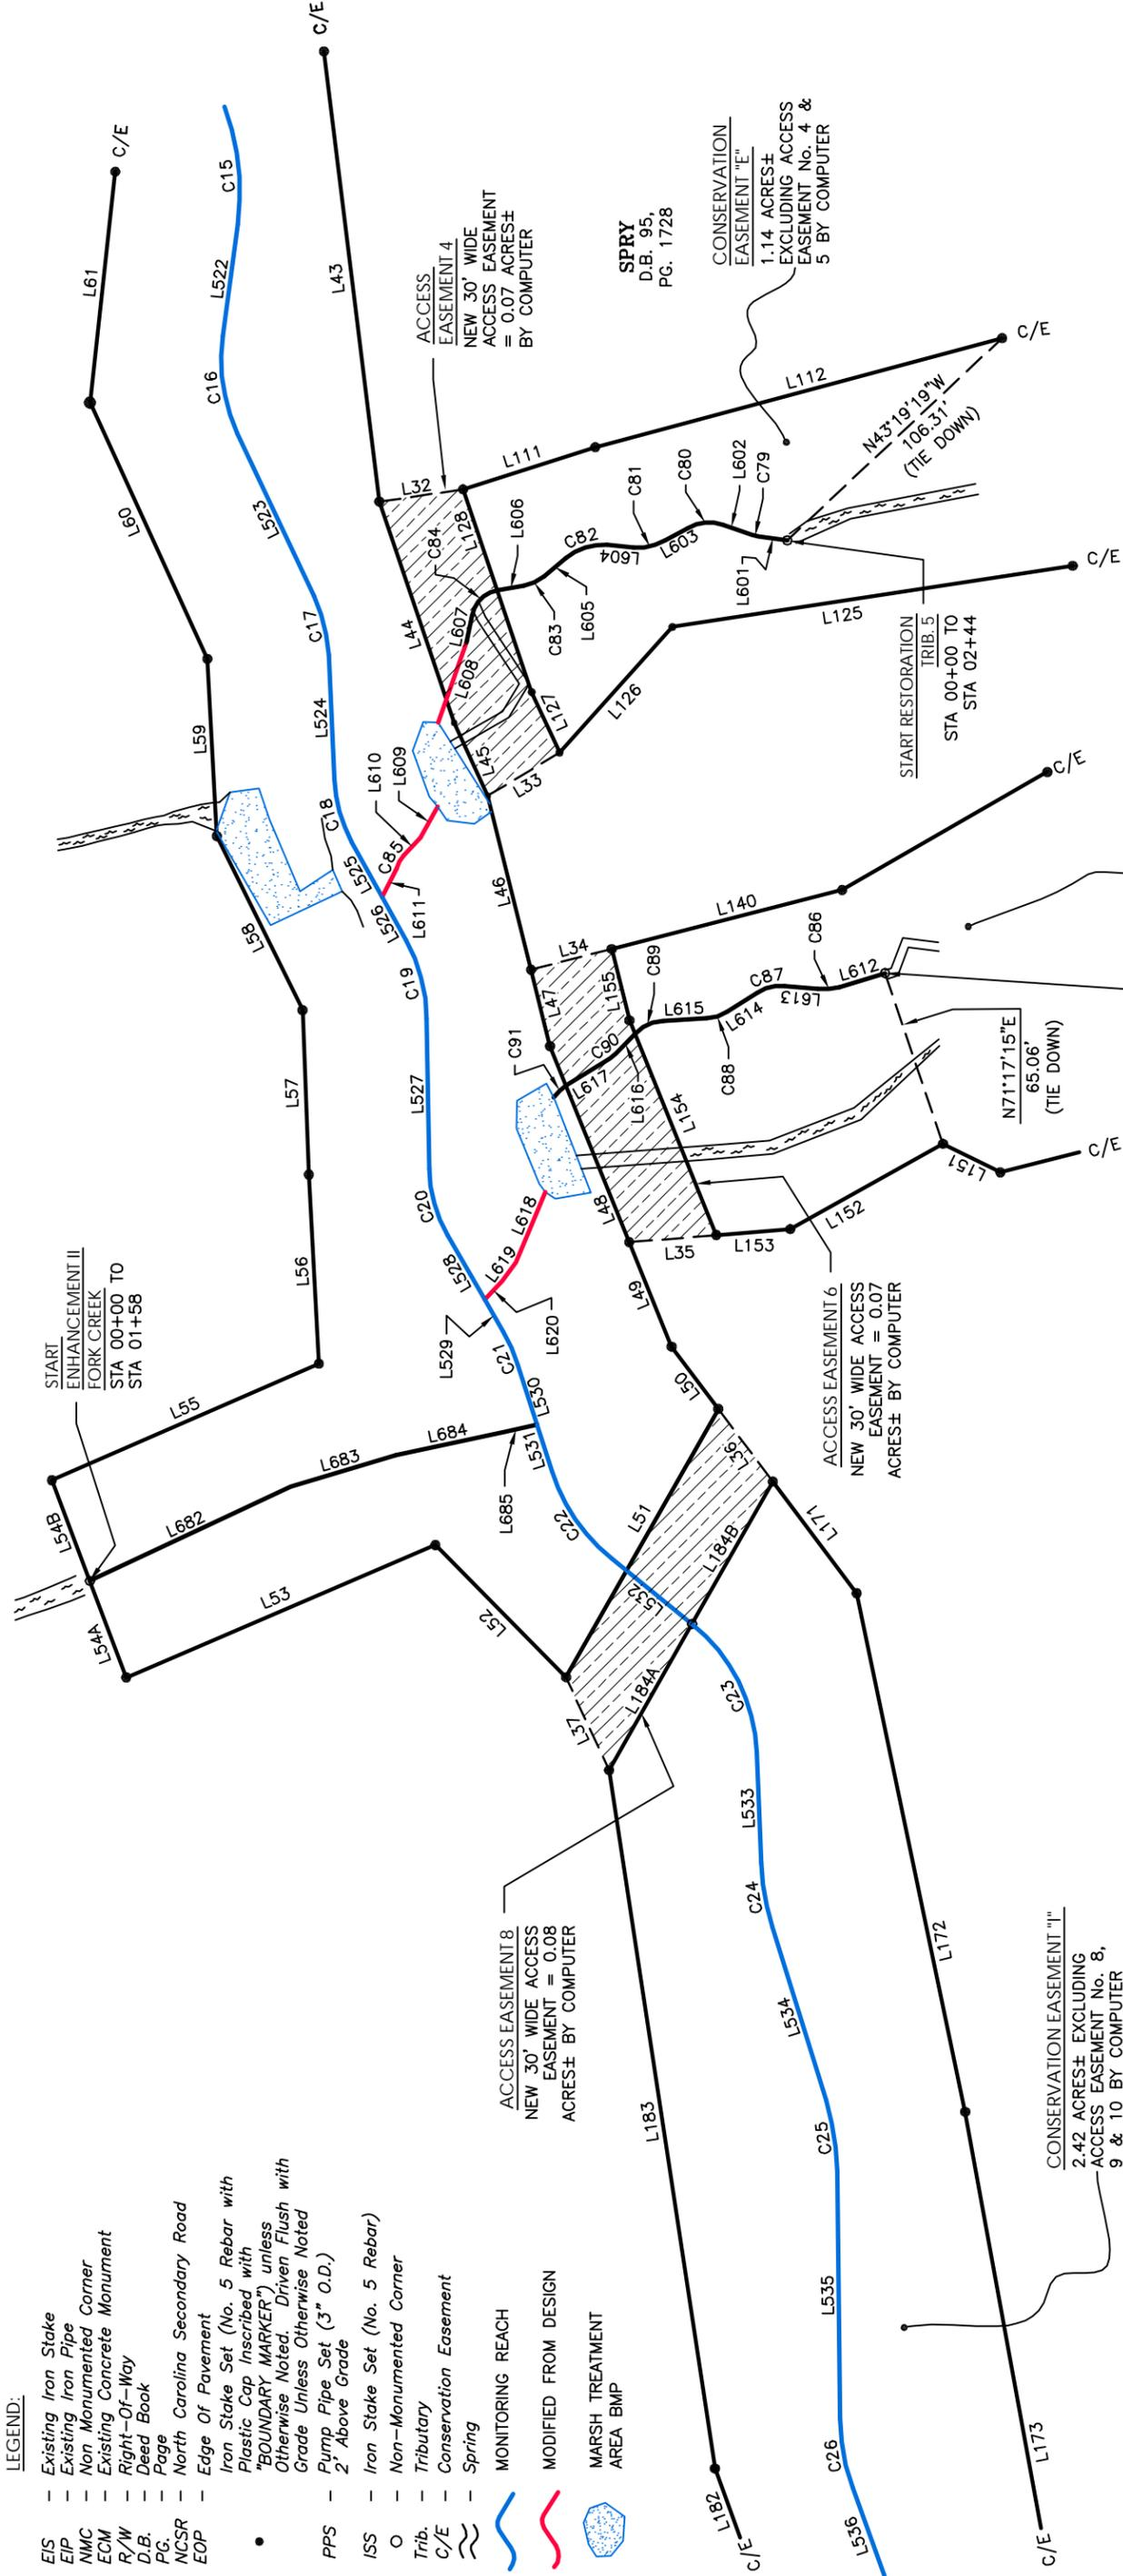 LEGEND:
EIS – Existing Iron Stake
EIP – Existing Iron Pipe
NMC – Non Monumented Corner
ECM – Existing Concrete Monument
R/W – Right-Of-Way
D.B. – Deed Book
PG. – Page
NCSR – North Carolina Secondary Road
EOP – Edge Of Pavement
Iron Stake Set (No. 5 Rebar with
Plastic Cap Inscribed with
"BOUNDARY MARKER") unless
Otherwise Noted. Driven Flush with
Grade Unless Otherwise Noted
PPS – Pump Pipe Set (3" O.D.)
2' Above Grade
ISS – Iron Stake Set (No. 5 Rebar)
– Non-Monumented Corner
Trib. – Tributary
C/E – Conservation Easement
– Spring
MONITORING REACH
MODIFIED FROM DESIGN
MARSH TREATMENT
AREA BMP
START
ENHANCEMENT II
FORK CREEK
STA 00+00 TO
STA 01+58
L54A
L54B
L53
L682
L55
L683
L684
L685
L52
L56
L57
L58
L59
L60
L61
C/E
C15
L522
C16
L523
C17
L524
C18
L525
L526
C19
L527
C20
L528
L529
C21
L530
L531
C22
L532
C23
L533
C24
L534
C25
L535
C26
L536
C/E
L43
L32
L44
L128
C84
L606
L607
L608
L45
L127
L33
L46
L610
L609
C85
L611
L34
L47
L155
C89
C91
C90
L617
L616
L154
L48
L35
L618
L619
L620
L49
L50
L51
L36
L184B
L184A
L37
ACCESS
EASEMENT 4
NEW 30' WIDE
ACCESS EASEMENT
= 0.07 ACRES±
BY COMPUTER
SPRY
D.B. 95,
PG. 1728
CONSERVATION
EASEMENT "E"
1.14 ACRES±
EXCLUDING ACCESS
EASEMENT No. 4 &
5 BY COMPUTER
L111
L112
C/E
N43°19'19"W
106.31'
(TIE DOWN)
C82
C81
C80
L602
C79
L604
L603
C83
L605
L601
L126
L125
C/E
START RESTORATION
TRIB. 5
STA 00+00 TO
STA 02+44
L140
C/E
L615
C87
C86
L612
L613
L614
C88
N71°17'15"E
65.06'
(TIE DOWN)
L151
C/E
L152
L153
ACCESS EASEMENT 6
NEW 30' WIDE ACCESS
EASEMENT = 0.07
ACRES± BY COMPUTER
L171
L172
L173
C/E
ACCESS EASEMENT 8
NEW 30' WIDE ACCESS
EASEMENT = 0.08
ACRES± BY COMPUTER
L183
L182
C/E
CONSERVATION EASEMENT "I"
2.42 ACRES± EXCLUDING
ACCESS EASEMENT No. 8,
9 & 10 BY COMPUTER